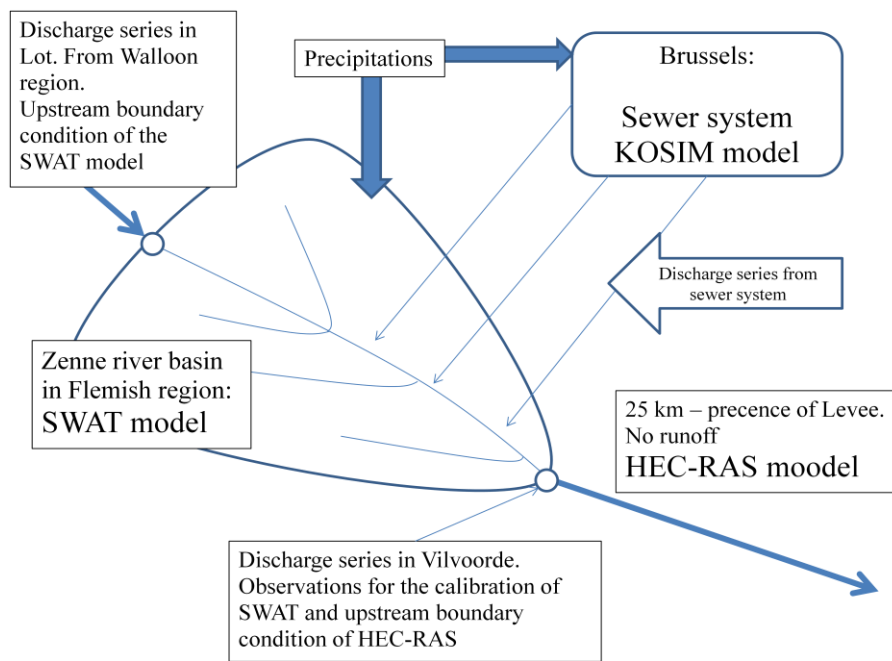 Discharge series in
Lot. From Walloon
region.
Upstream boundary
condition of the
SWAT model
Precipitations
Brussels:
Sewer system
KOSIM model
Discharge series from
sewer system
Zenne river basin
in Flemish region:
SWAT model
25 km – precence of Levee.
No runoff
HEC-RAS moodel
Discharge series in Vilvoorde.
Observations for the calibration of
SWAT and upstream boundary
condition of HEC-RAS